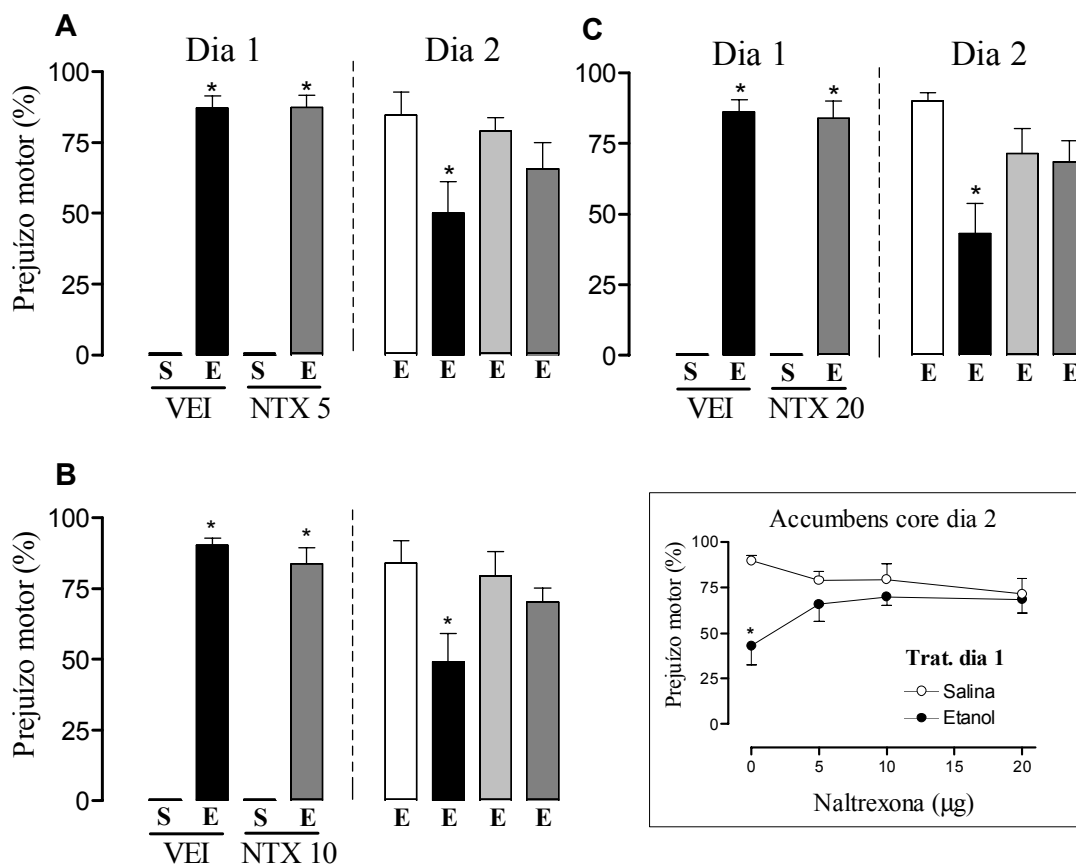 A
Dia 1
Dia 2
Prejuízo motor (%)
100
75
50
25
0
*
*
*
S
E
S
E
E
E
E
E
VEI
NTX 5
C
Dia 1
Dia 2
100
75
50
25
0
*
*
*
S
E
S
E
E
E
E
E
VEI
NTX 20
B
Prejuízo motor (%)
100
75
50
25
0
*
*
*
S
E
S
E
E
E
E
E
VEI
NTX 10
Accumbens core dia 2
Prejuízo motor (%)
100
75
50
25
0
*
Trat. dia 1
Salina
Etanol
0
5
10
20
Naltrexona (µg)